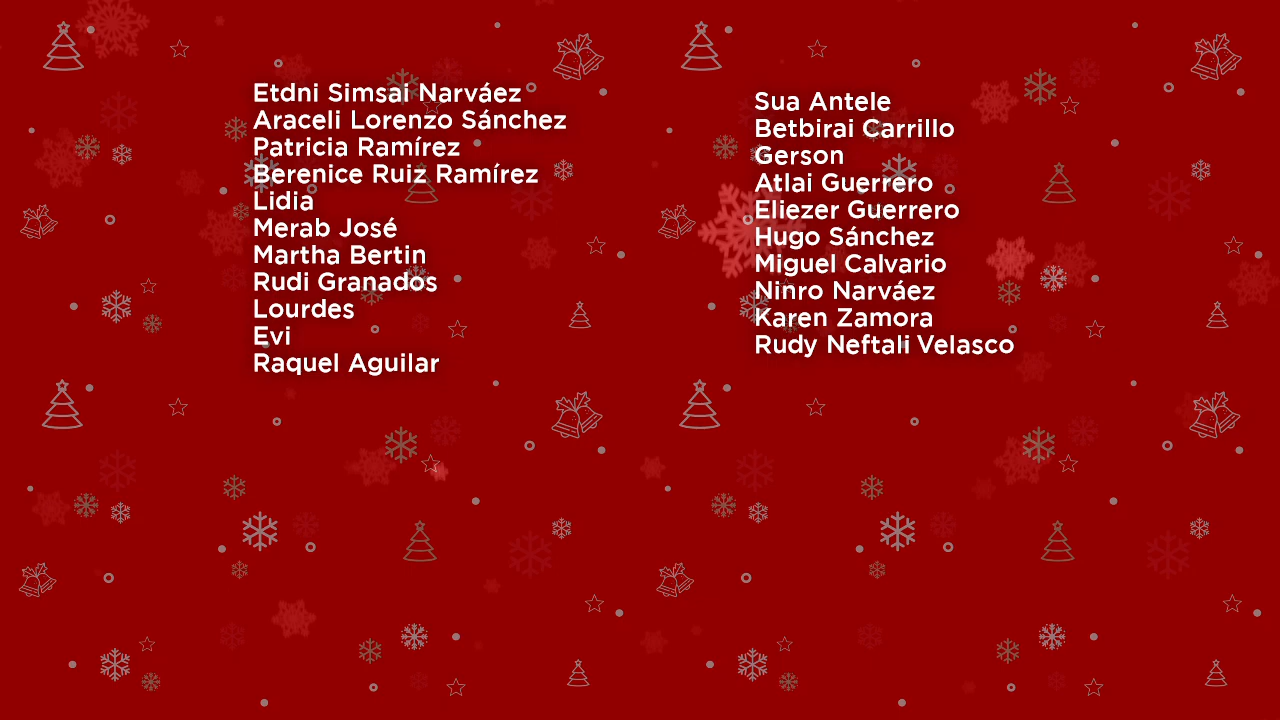 Etdni Simsai Narváez
Araceli Lorenzo Sánchez
Patricia Ramírez
Berenice Ruiz Ramírez
Lidia
Merab José
Martha Bertin
Rudi Granados
Lourdes
Evi
Raquel Aguilar
Sua Antele
Betbirai Carrillo
Gerson
Atlai Guerrero
Eliezer Guerrero
Hugo Sánchez
Miguel Calvario
Ninro Narváez
Karen Zamora
Rudy Neftali Velasco